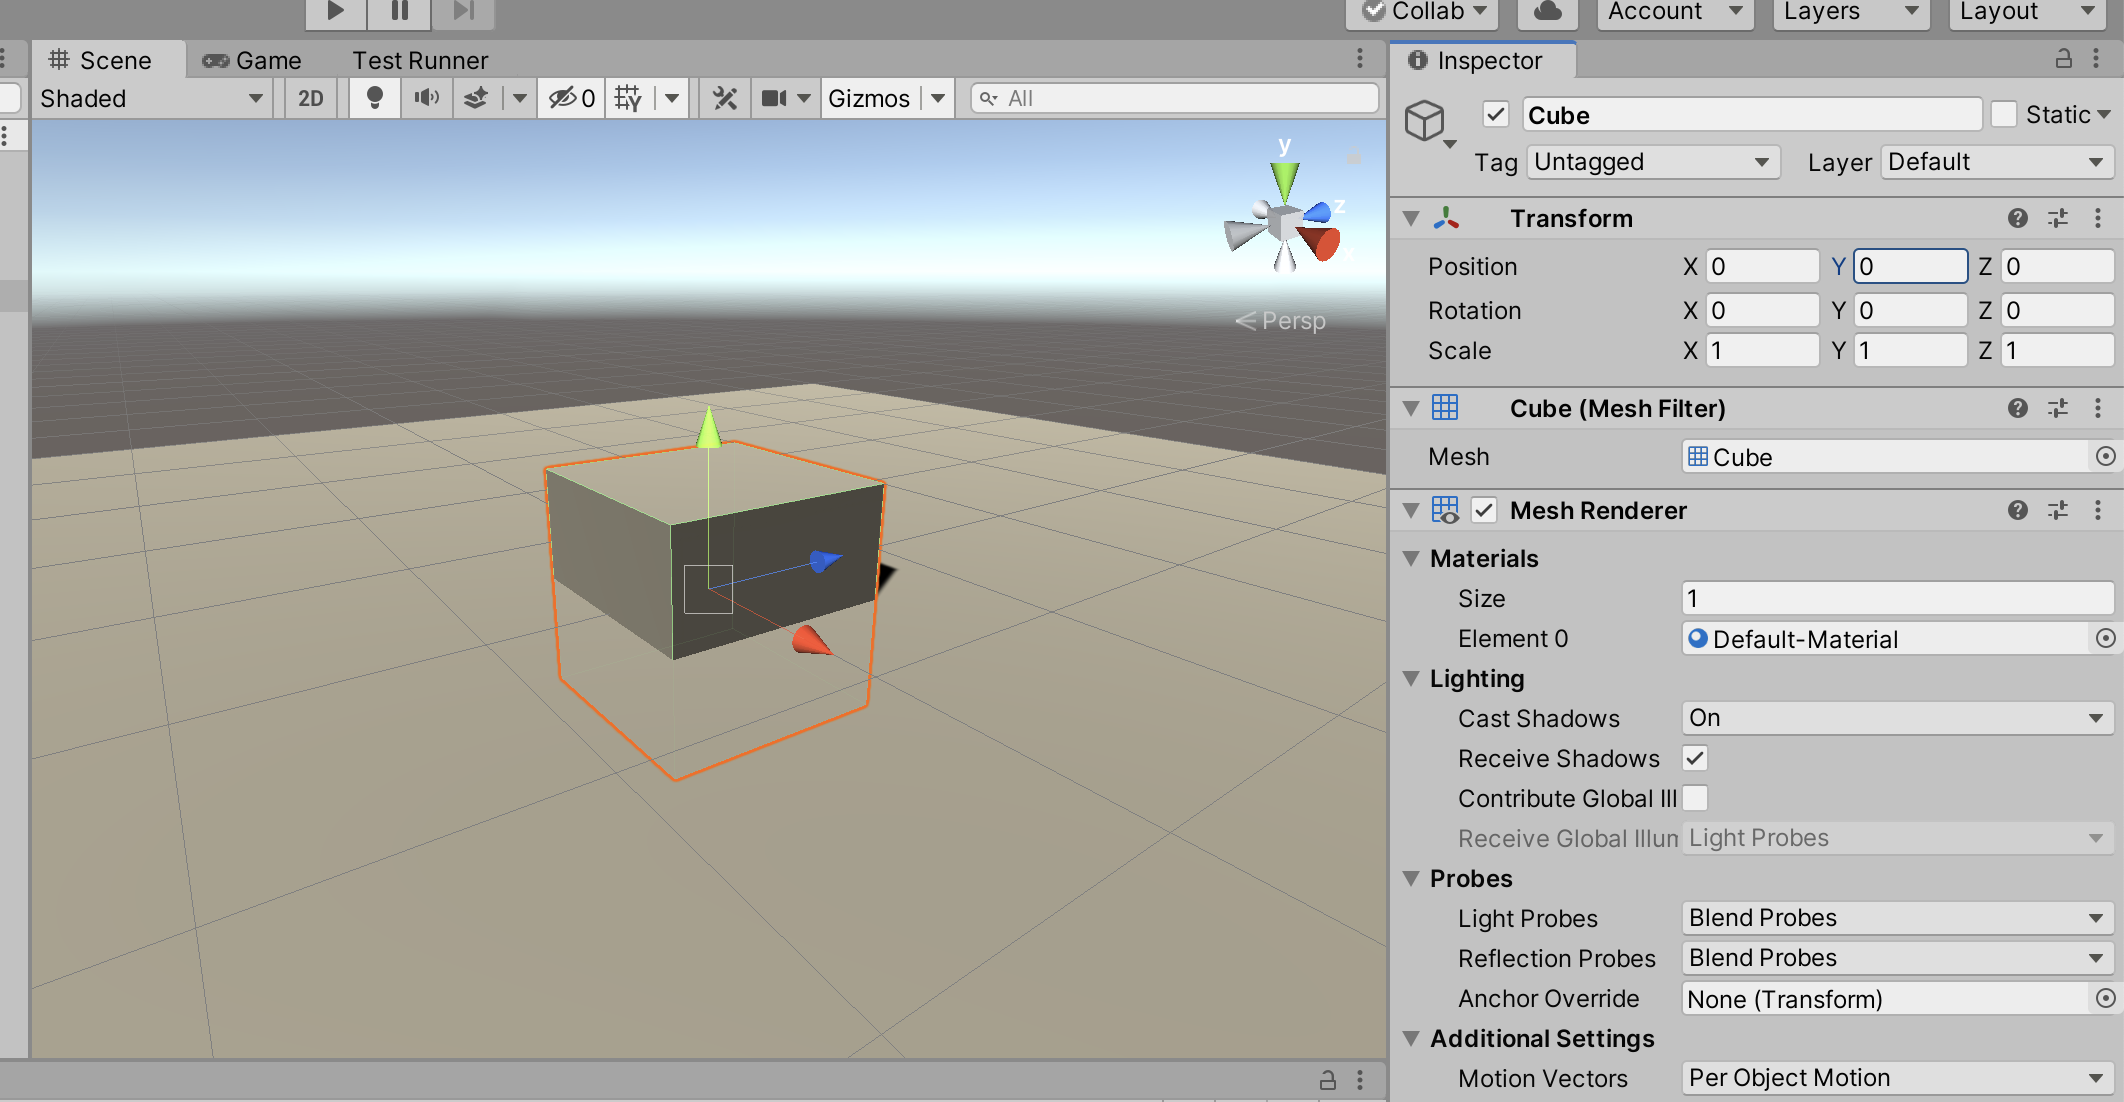 Collab
Account
Layers
Layout
Scene
Game
Test Runner
Inspector
Shaded
2D
0
Gizmos
All
Cube
Static
Tag
Untagged
Layer
Default
y
z
Persp
Transform
Position X 0 Y 0 Z 0
Rotation X 0 Y 0 Z 0
Scale X 1 Y 1 Z 1
Cube (Mesh Filter)
Mesh Cube
Mesh Renderer
Materials
Size 1
Element 0 Default-Material
Lighting
Cast Shadows On
Receive Shadows
Contribute Global Ill
Receive Global Illum Light Probes
Probes
Light Probes Blend Probes
Reflection Probes Blend Probes
Anchor Override None (Transform)
Additional Settings
Motion Vectors Per Object Motion